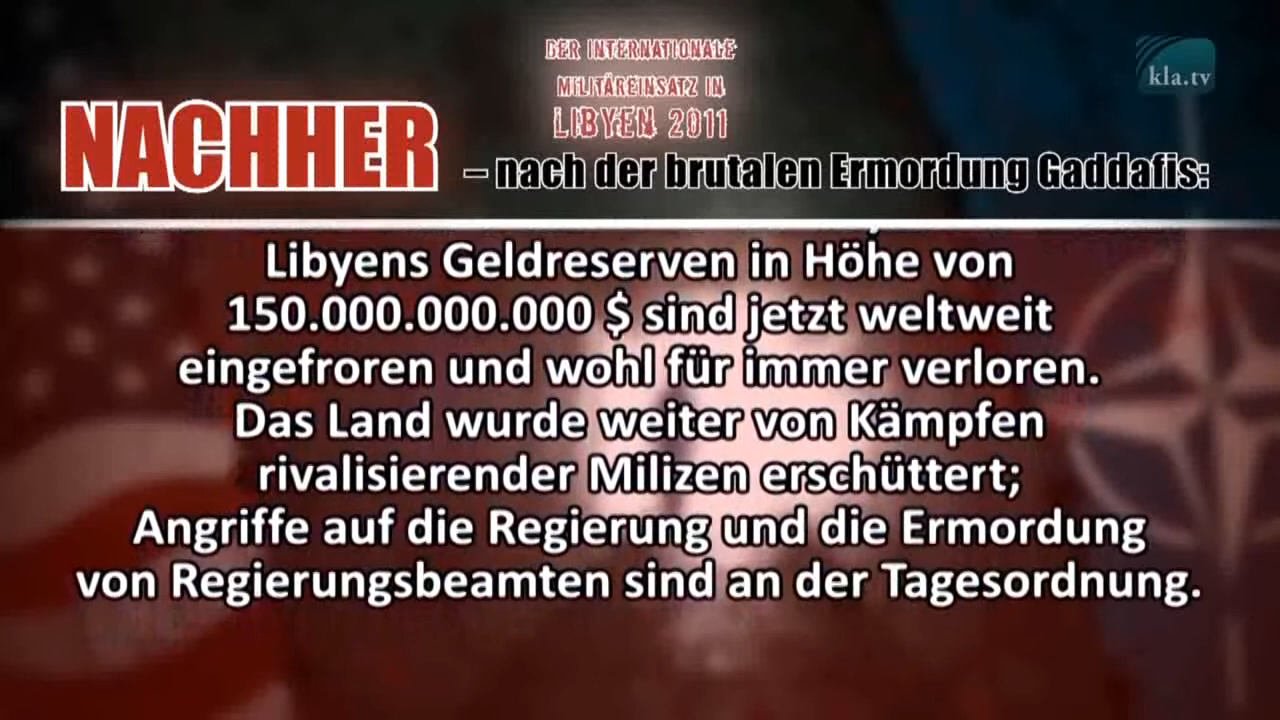 DER INTERNATIONALE
MILITÄREINSATZ IN
LIBYEN 2011
kla.tv
NACHHER
– nach der brutalen Ermordung Gaddafis:
Libyens Geldreserven in Höhe von
150.000.000.000 $ sind jetzt weltweit
eingefroren und wohl für immer verloren.
Das Land wurde weiter von Kämpfen
rivalisierender Milizen erschüttert;
Angriffe auf die Regierung und die Ermordung
von Regierungsbeamten sind an der Tagesordnung.